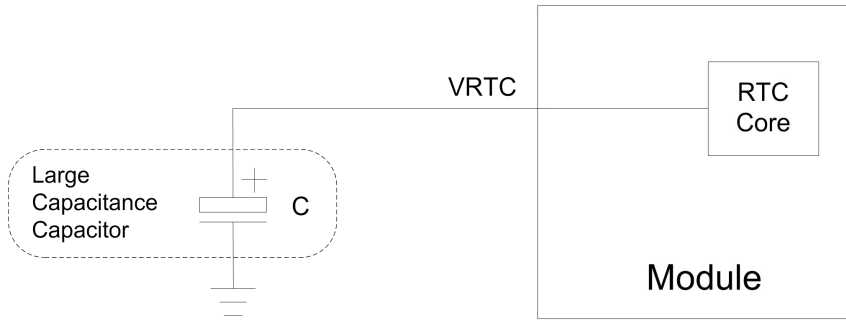 VRTC
RTC
Core
Large
Capacitance
Capacitor
+
C
Module